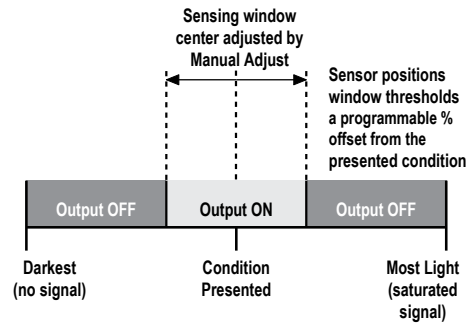 Sensing window
center adjusted by
Manual Adjust
Sensor positions
window thresholds
a programmable %
offset from the
presented condition
Output OFF
Output ON
Output OFF
Darkest
(no signal)
Condition
Presented
Most Light
(saturated
signal)